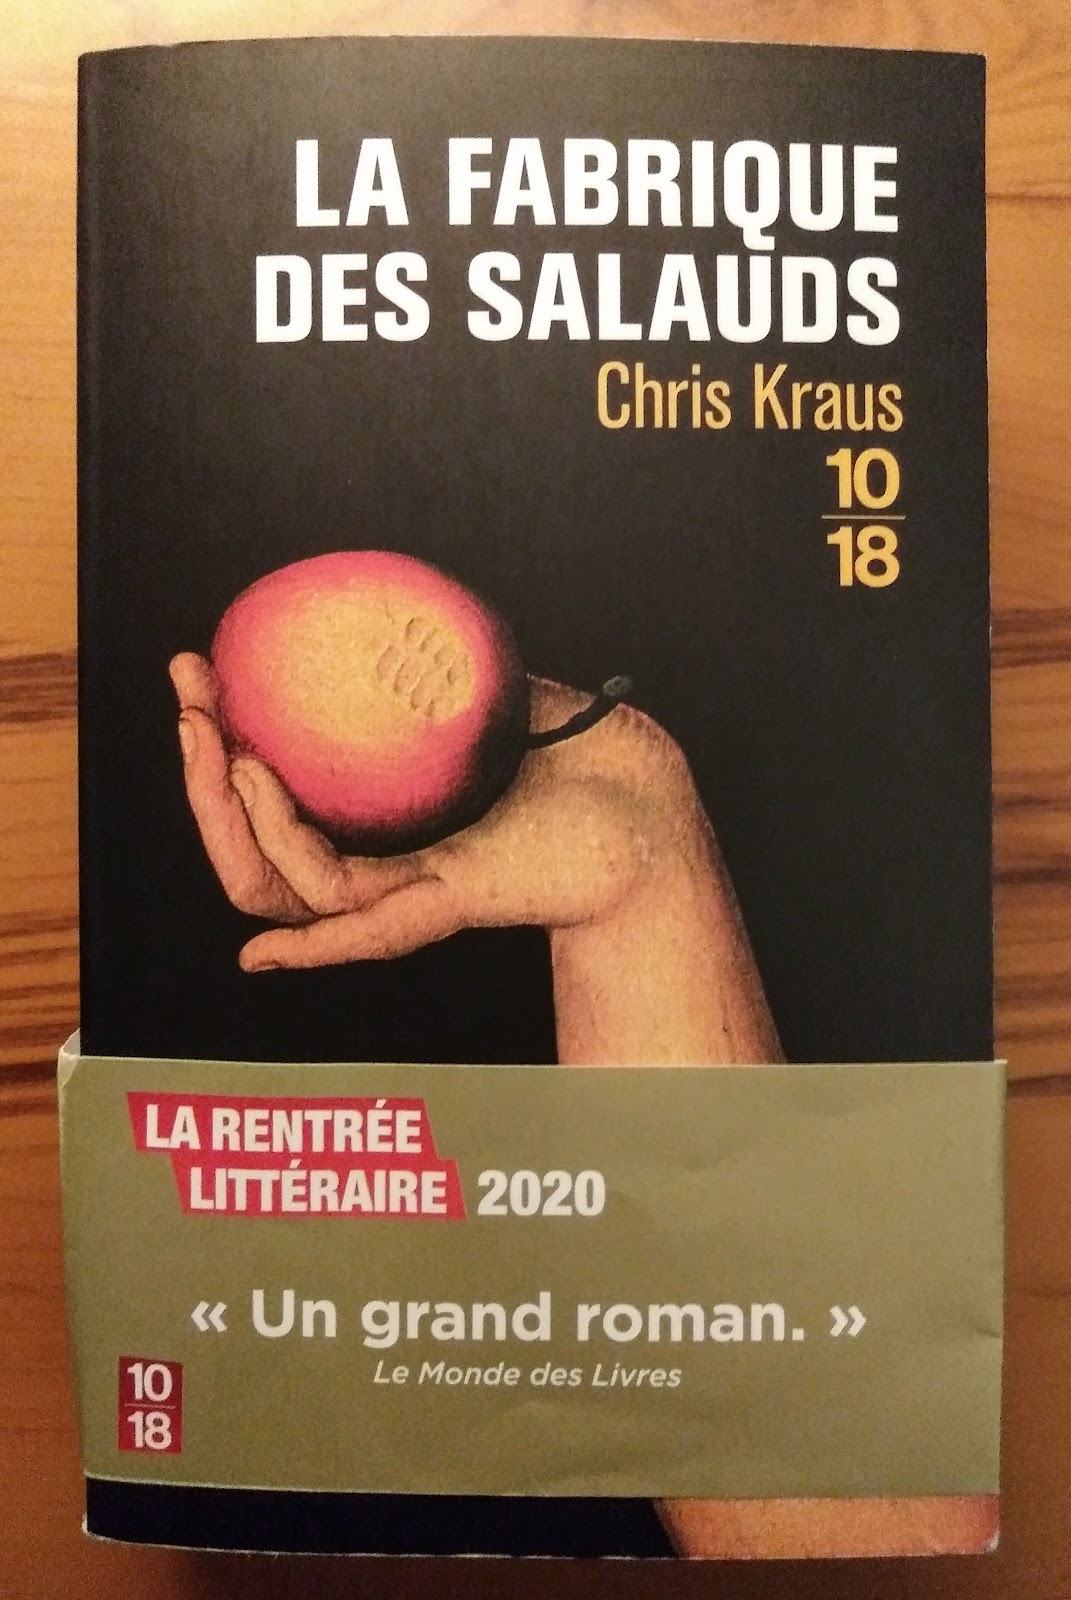 LA FABRIQUE
DES SALAUDS
Chris Kraus
10
18
LA RENTRÉE
LITTÉRAIRE 2020
« Un grand roman. »
Le Monde des Livres
10
18